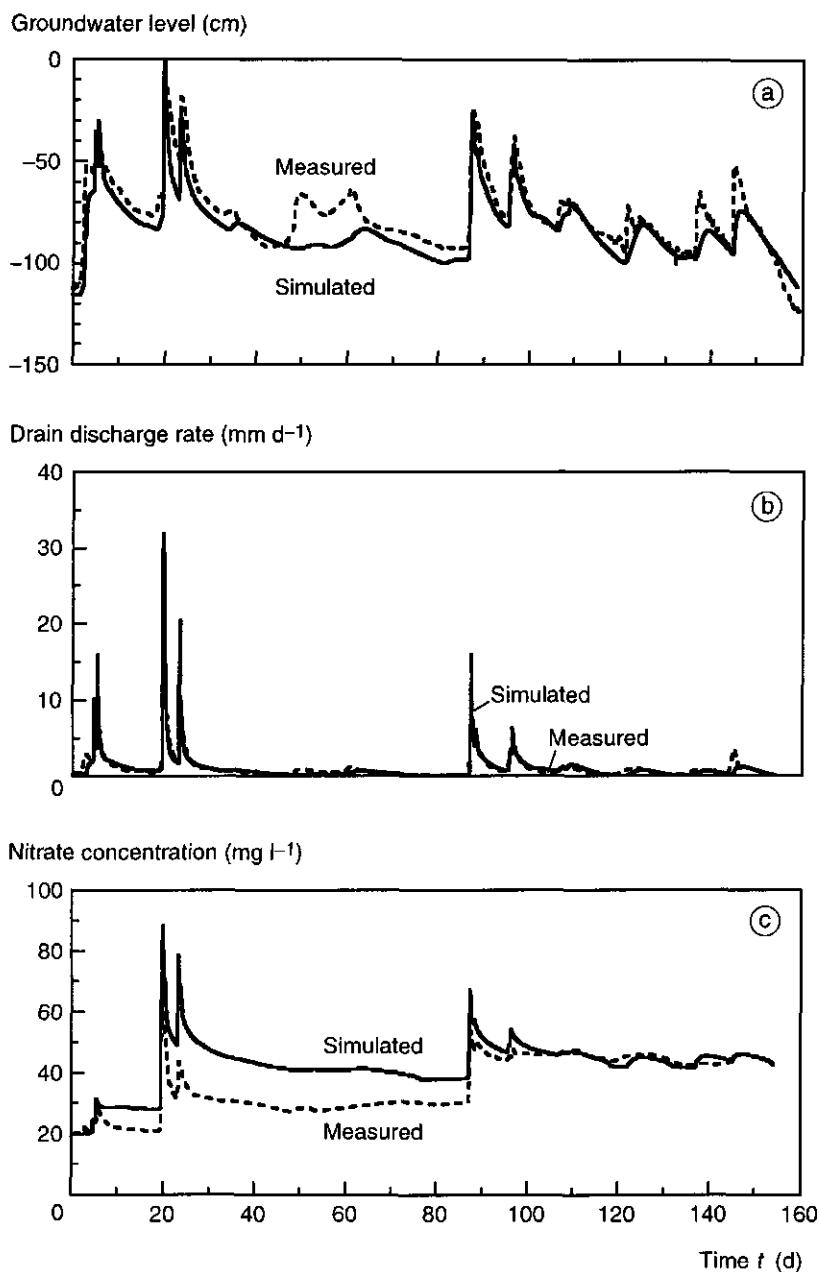 Groundwater level (cm)
0
−50
−100
−150
Measured
Simulated
a
Drain discharge rate (mm d−1)
40
30
20
10
0
Simulated
Measured
b
Nitrate concentration (mg l−1)
100
80
60
40
20
0
Simulated
Measured
c
0 20 40 60 80 100 120 140 160
Time t (d)